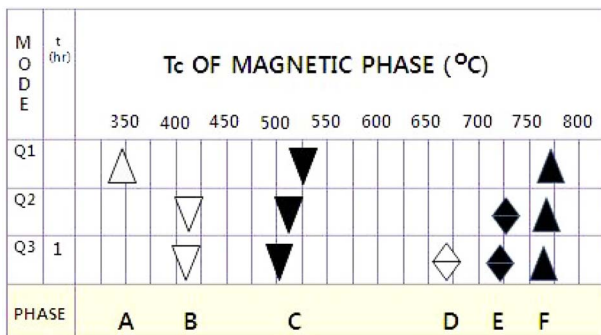 MODE
t
(hr)
Tc OF MAGNETIC PHASE (°C)
350 400 450 500 550 600 650 700 750 800
Q1
Q2
Q3 1
PHASE A B C D E F